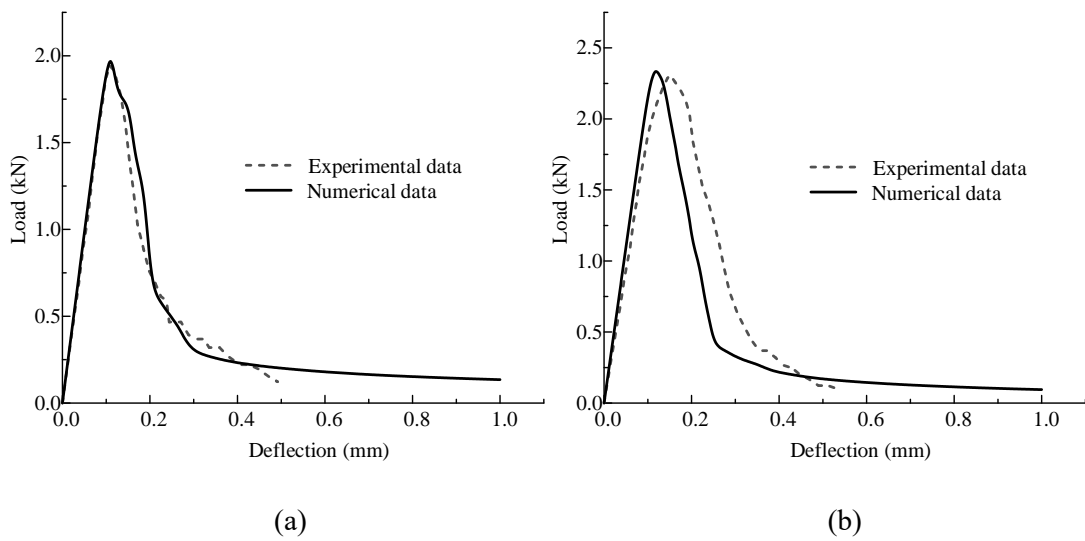 2.0
1.5
1.0
0.5
0.0
Load (kN)
Experimental data
Numerical data
0.0 0.2 0.4 0.6 0.8 1.0
Deflection (mm)
(a)
2.5
2.0
1.5
1.0
0.5
0.0
Load (kN)
Experimental data
Numerical data
0.0 0.2 0.4 0.6 0.8 1.0
Deflection (mm)
(b)